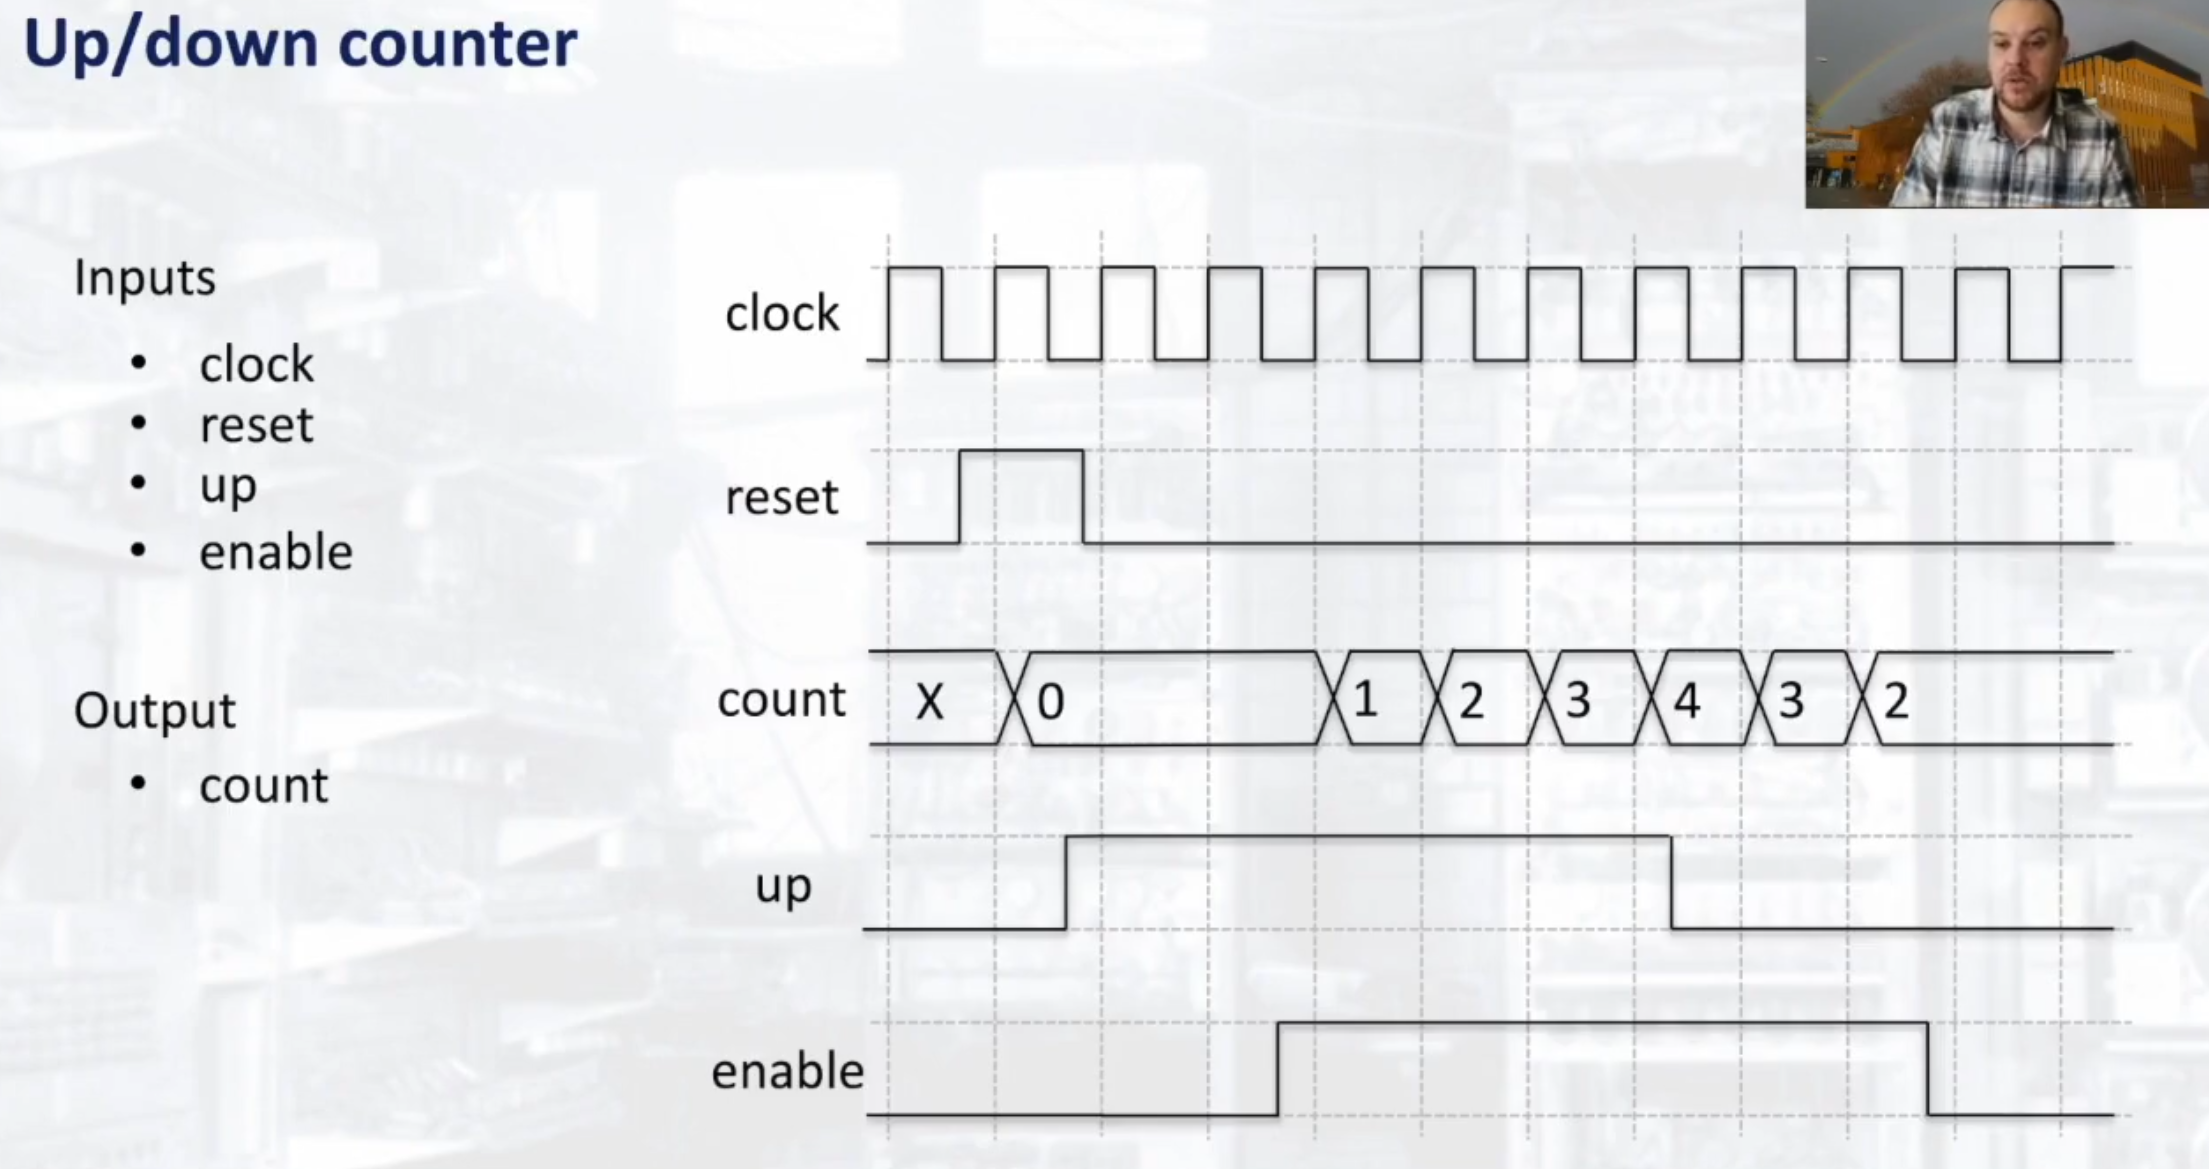 Up/down counter
Inputs
• clock
• reset
• up
• enable
Output
• count
clock
reset
count X 0 1 2 3 4 3 2
up
enable